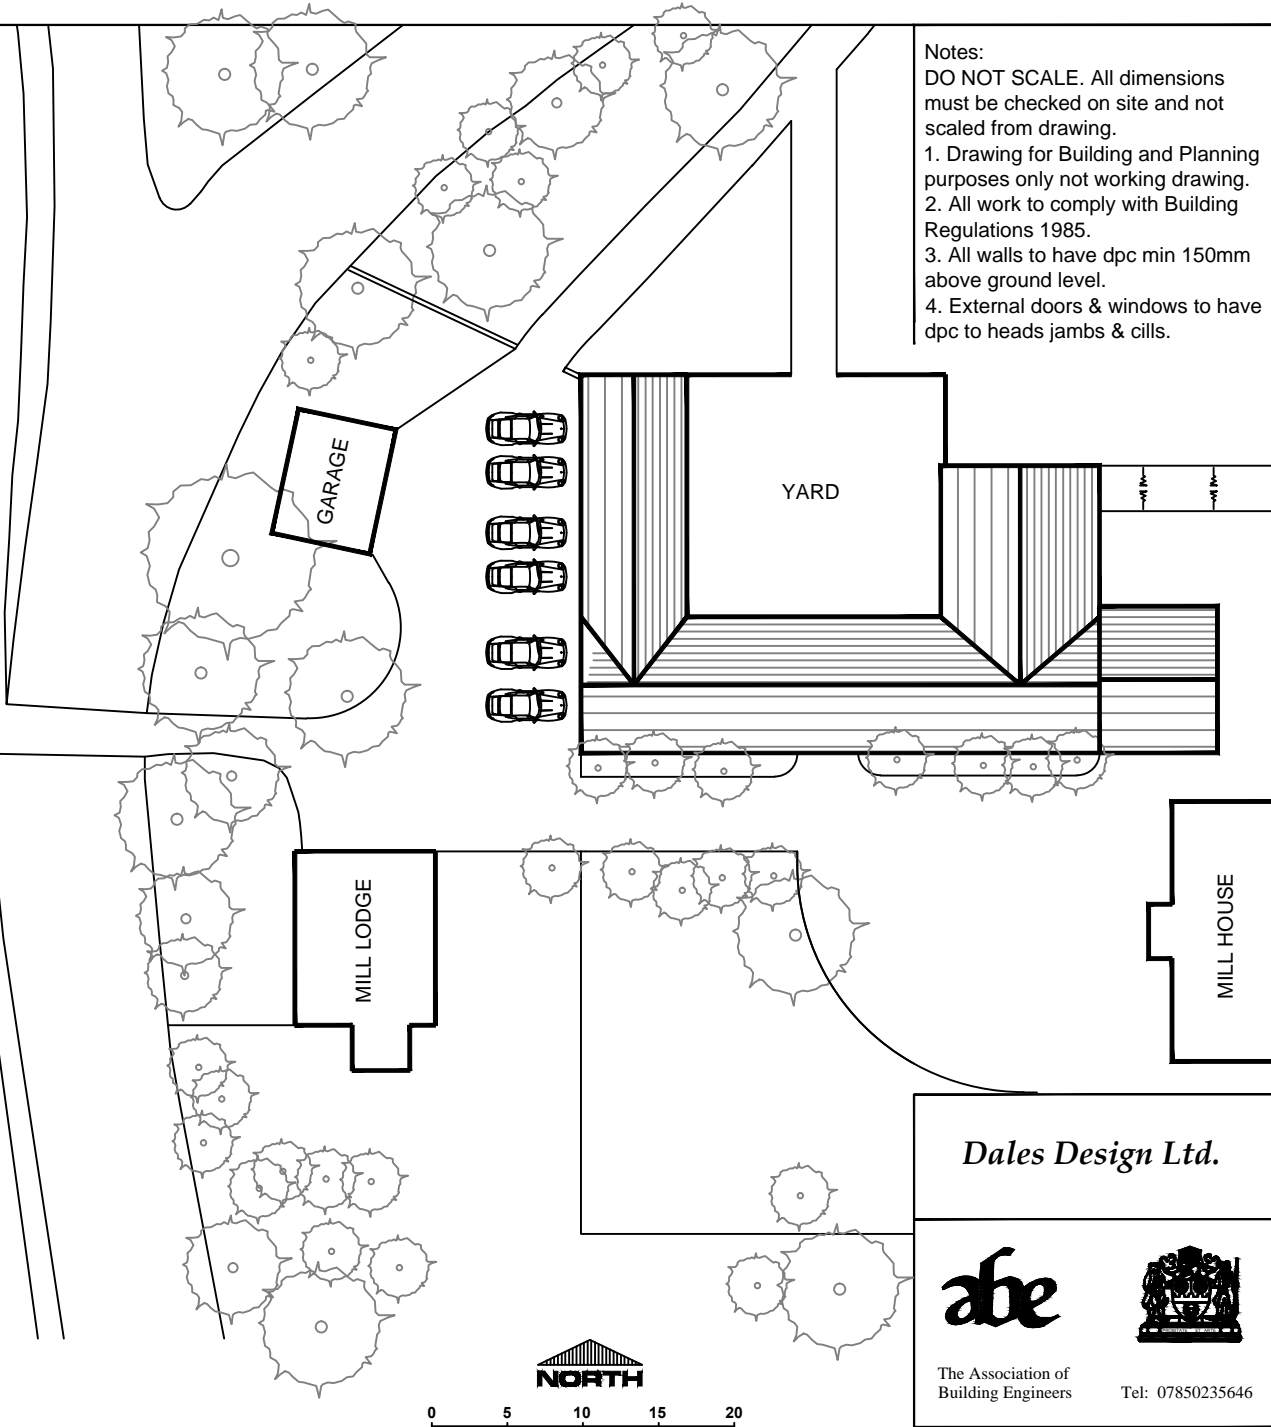 Notes:
DO NOT SCALE. All dimensions
must be checked on site and not
scaled from drawing.
1. Drawing for Building and Planning
purposes only not working drawing.
2. All work to comply with Building
Regulations 1985.
3. All walls to have dpc min 150mm
above ground level.
4. External doors & windows to have
dpc to heads jambs & cills.
GARAGE
YARD
MILL LODGE
MILL HOUSE
Dales Design Ltd.
abe
The Association of
Building Engineers
Tel: 07850235646
NORTH
0 5 10 15 20